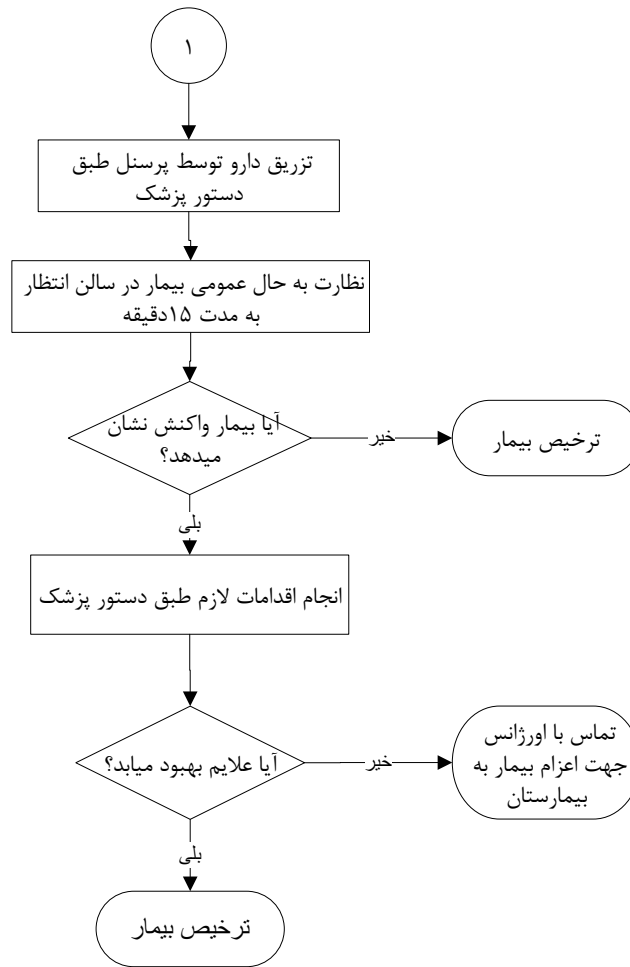 ۱
تزریق دارو توسط پرسنل طبق
دستور پزشک
نظارت به حال عمومی بیمار در سالن انتظار
به مدت ۱۵دقیقه
آیا بیمار واکنش نشان
میدهد؟
خیر
ترخیص بیمار
بلی
انجام اقدامات لازم طبق دستور پزشک
آیا علایم بهبود میابد؟
خیر
تماس با اورژانس
جهت اعزام بیمار به
بیمارستان
بلی
ترخیص بیمار